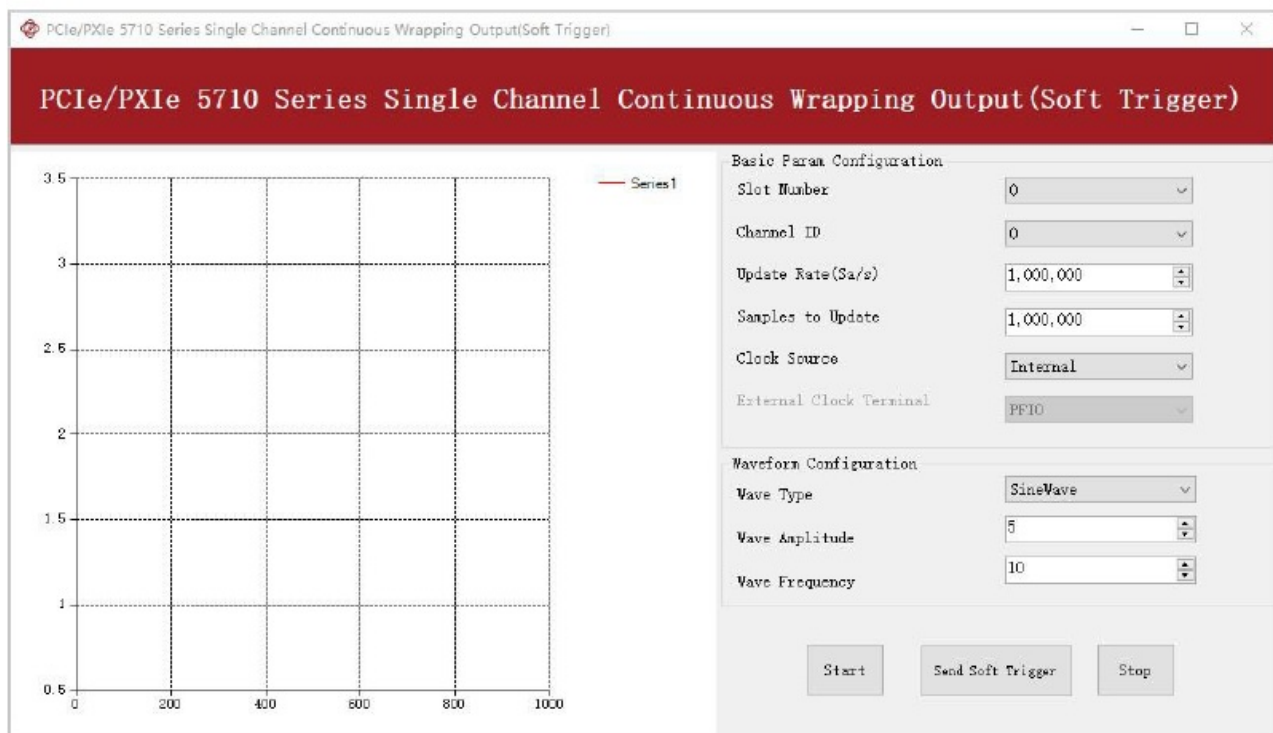 PCIe/PXIe 5710 Series Single Channel Continuous Wrapping Output(Soft Trigger)
PCIe/PXIe 5710 Series Single Channel Continuous Wrapping Output(Soft Trigger)
3.5
3
2.5
2
1.5
1
0.5
0 200 400 600 800 1000
Series1
Basic Param Configuration
Slot Number 0
Channel ID 0
Update Rate(Sa/s) 1,000,000
Samples to Update 1,000,000
Clock Source Internal
External Clock Terminal PFI0
Waveform Configuration
Wave Type SineWave
Wave Amplitude 5
Wave Frequency 10
Start Send Soft Trigger Stop